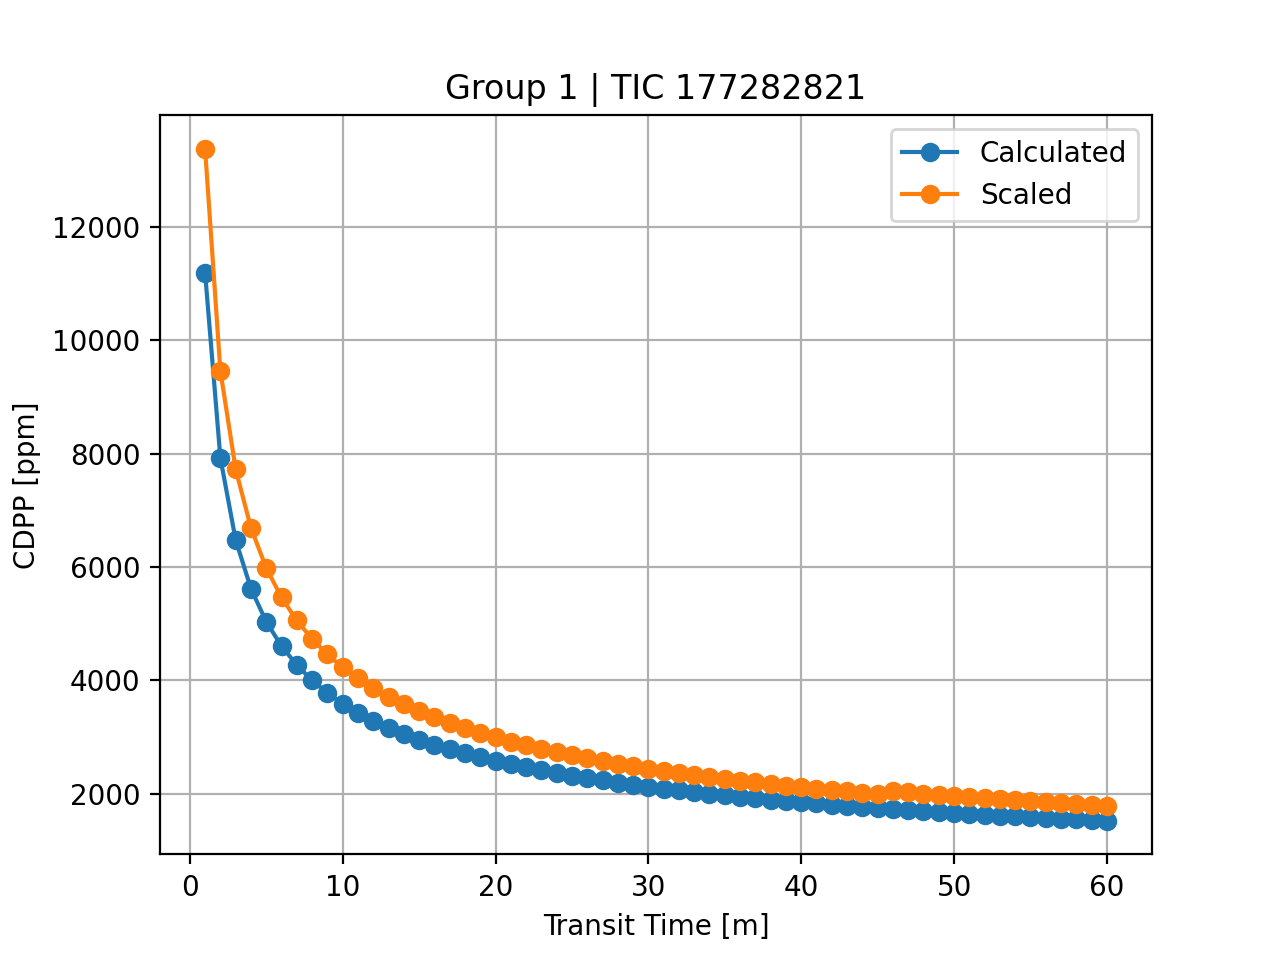 Group 1 | TIC 177282821
Calculated
Scaled
12000
10000
8000
6000
4000
2000
CDPP [ppm]
0 10 20 30 40 50 60
Transit Time [m]